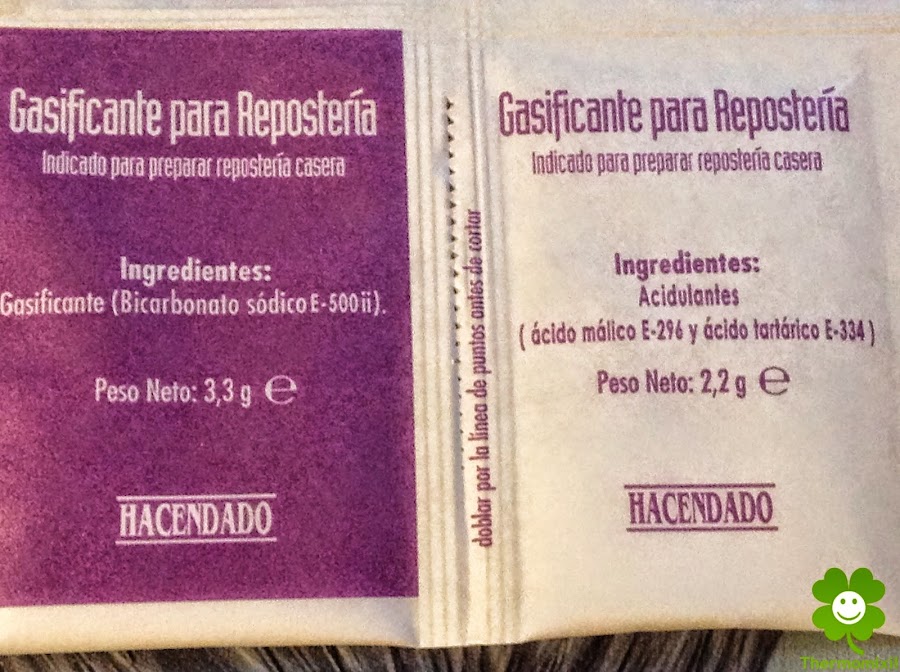 Gasificante para Repostería
Indicado para preparar repostería casera
Ingredientes:
Gasificante (Bicarbonato sódico E-500ii).
Peso Neto: 3,3 g ℮
HACENDADO
doblar por la línea de puntos antes de cortar
Gasificante para Repostería
Indicado para preparar repostería casera
Ingredientes:
Acidulantes
( ácido málico E-296 y ácido tartárico E-334 )
Peso Neto: 2,2 g ℮
HACENDADO